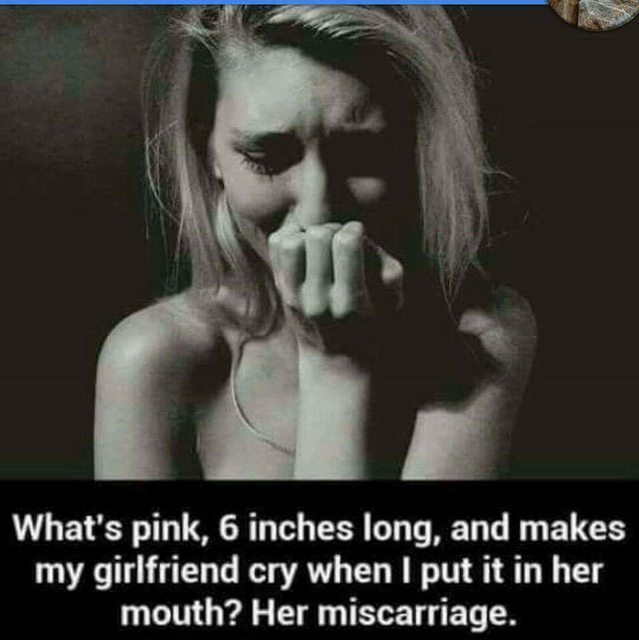 What's pink, 6 inches long, and makes
my girlfriend cry when I put it in her
mouth? Her miscarriage.